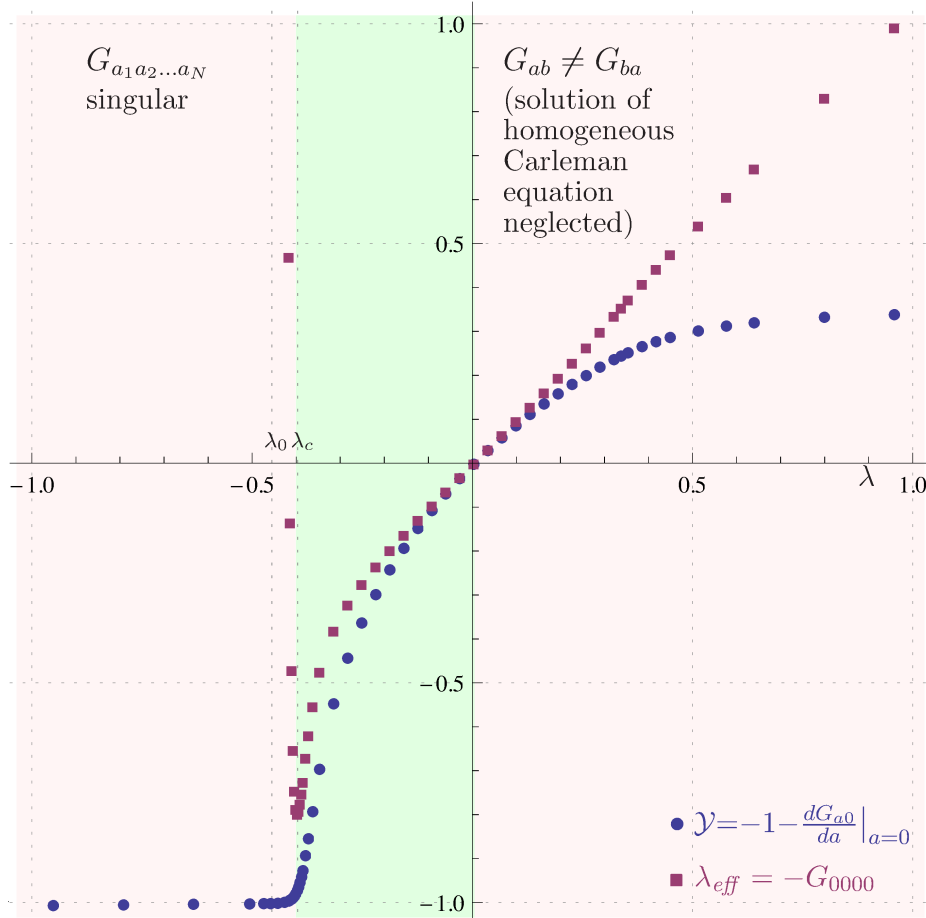 1.0
G_{a_1a_2...a_N}
singular
G_{ab} ≠ G_{ba}
(solution of
homogeneous
Carleman
equation
neglected)
0.5
λ_0 λ_c
−1.0 −0.5 0.5 λ 1.0
−0.5
𝒴=−1−\frac{dG_{a0}}{da}|_{a=0}
λ_{eff} = −G_{0000}
−1.0